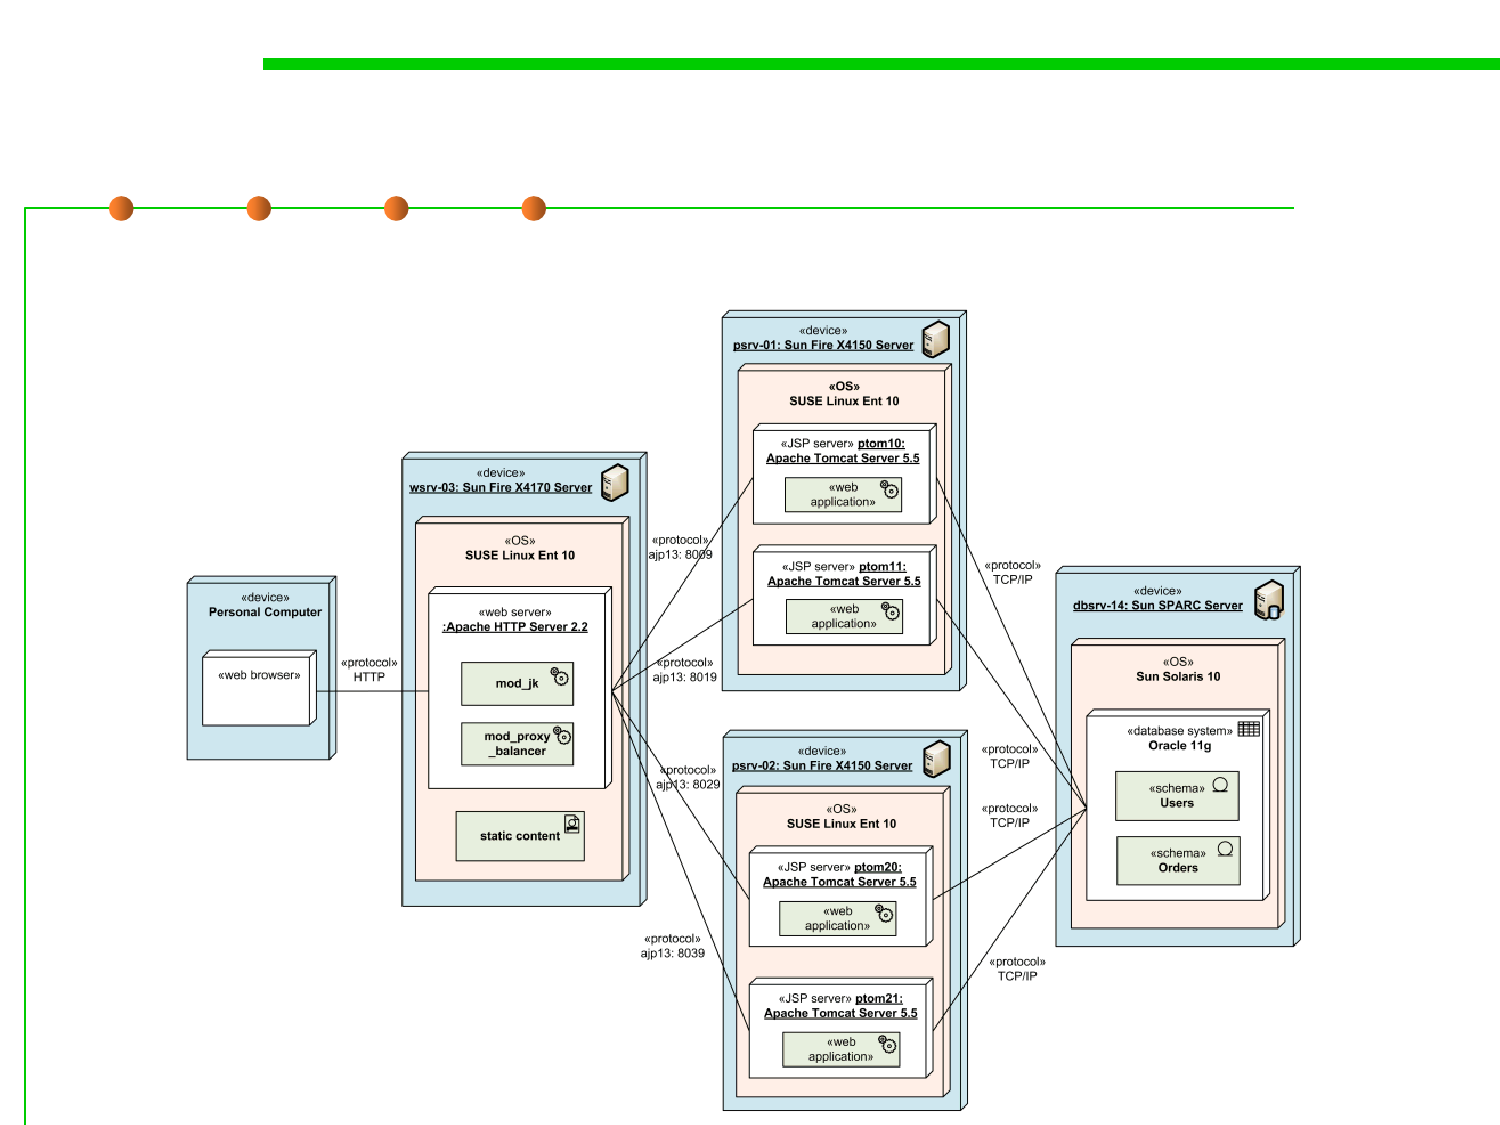 «device»
Personal Computer
«web browser»
«protocol»
HTTP
«device»
wsrv-03: Sun Fire X4170 Server
«OS»
SUSE Linux Ent 10
«web server»
:Apache HTTP Server 2.2
mod_jk
mod_proxy
_balancer
static content
«protocol»
ajp13: 8009
«protocol»
ajp13: 8019
«protocol»
ajp13: 8029
«protocol»
ajp13: 8039
«device»
psrv-01: Sun Fire X4150 Server
«OS»
SUSE Linux Ent 10
«JSP server» ptom10:
Apache Tomcat Server 5.5
«web
application»
«JSP server» ptom11:
Apache Tomcat Server 5.5
«web
application»
«device»
psrv-02: Sun Fire X4150 Server
«OS»
SUSE Linux Ent 10
«JSP server» ptom20:
Apache Tomcat Server 5.5
«web
application»
«JSP server» ptom21:
Apache Tomcat Server 5.5
«web
application»
«protocol»
TCP/IP
«protocol»
TCP/IP
«protocol»
TCP/IP
«protocol»
TCP/IP
«device»
dbsrv-14: Sun SPARC Server
«OS»
Sun Solaris 10
«database system»
Oracle 11g
«schema»
Users
«schema»
Orders